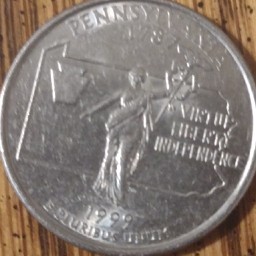 PENNSYLVANIA
1787
VIRTUE
LIBERTY
INDEPENDENCE
1999
E PLURIBUS UNUM